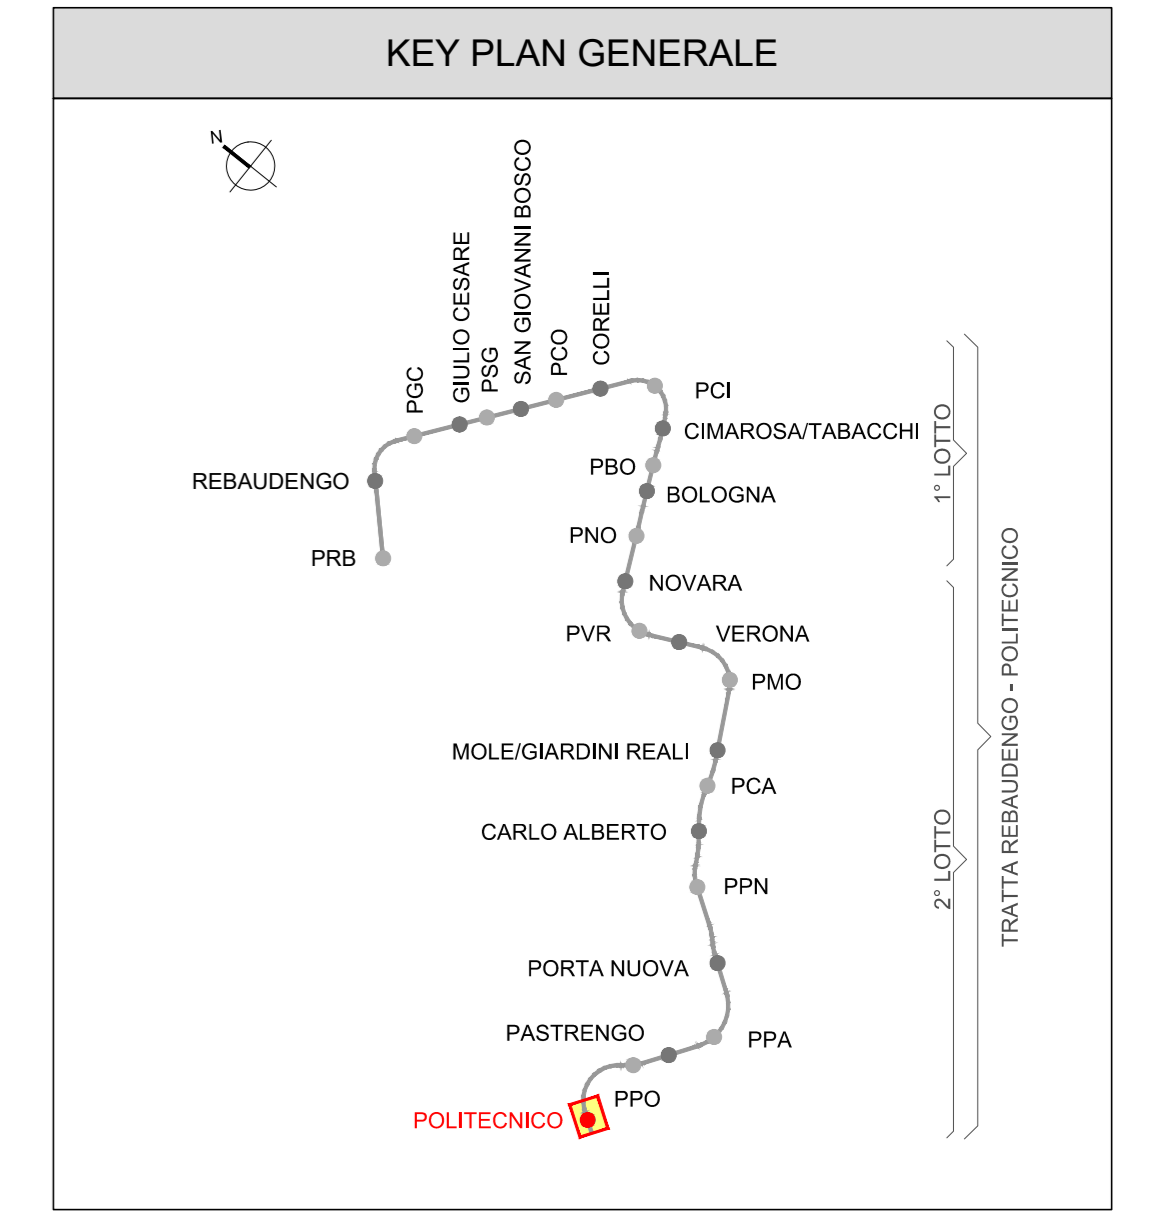 KEY PLAN GENERALE
N
PGC
GIULIO CESARE
PSG
SAN GIOVANNI BOSCO
PCO
CORELLI
PCI
CIMAROSA/TABACCHI
REBAUDENGO
PBO
BOLOGNA
PNO
PRB
NOVARA
PVR
VERONA
PMO
MOLE/GIARDINI REALI
PCA
CARLO ALBERTO
PPN
PORTA NUOVA
PASTRENGO
PPA
PPO
POLITECNICO
1° LOTTO
2° LOTTO
TRATTA REBAUDENGO - POLITECNICO